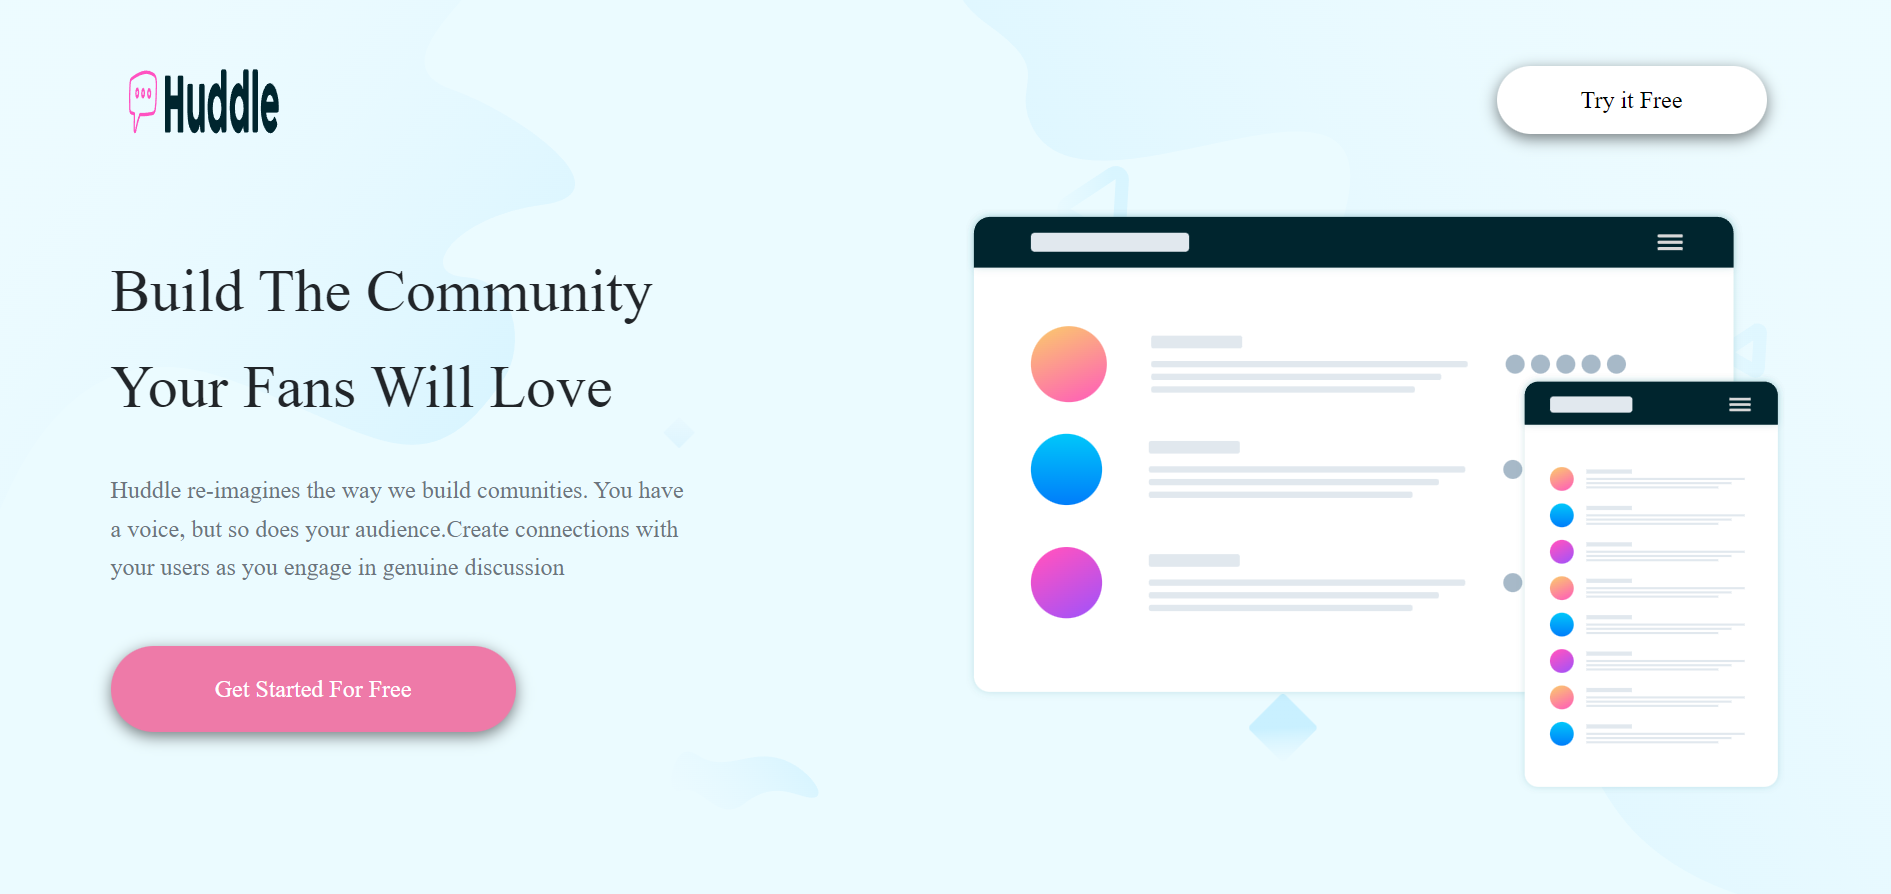 Huddle
Try it Free
Build The Community
Your Fans Will Love
Huddle re-imagines the way we build comunities. You have
a voice, but so does your audience.Create connections with
your users as you engage in genuine discussion
Get Started For Free